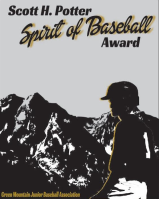 Scott H. Potter
Spirit of Baseball
Award
Green Mountain Junior Baseball Association